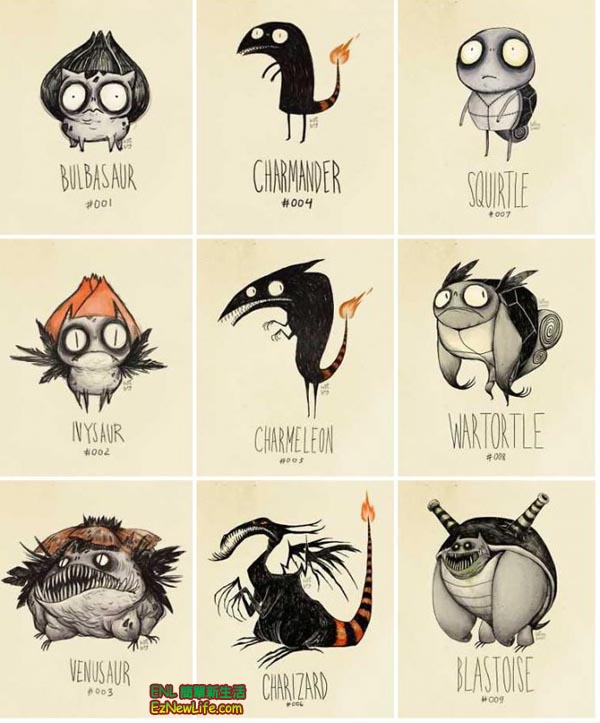 BULBASAUR
#001
CHARMANDER
#004
SQUIRTLE
#007
IVYSAUR
#002
CHARMELEON
#005
WARTORTLE
#008
VENUSAUR
#003
CHARIZARD
#006
BLASTOISE
#009
ENL 簡單新生活
EzNewLife.com